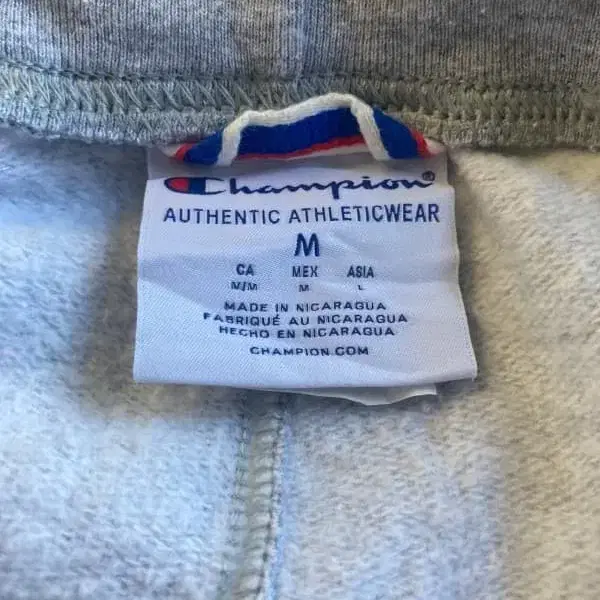 Champion®
AUTHENTIC ATHLETICWEAR
M
CA MEX ASIA
M/M M L
MADE IN NICARAGUA
FABRIQUÉ AU NICARAGUA
HECHO EN NICARAGUA
CHAMPION.COM